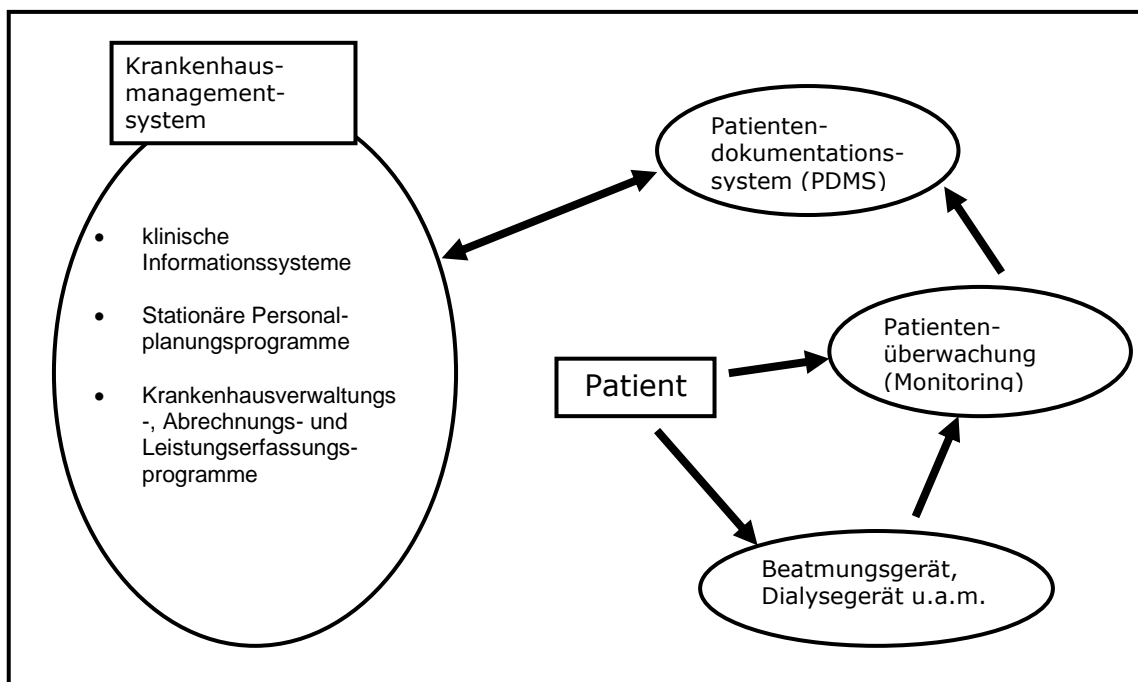 Krankenhaus-
management-
system
• klinische
Informationssysteme
• Stationäre Personal-
planungsprogramme
• Krankenhausverwaltungs
-, Abrechnungs- und
Leistungserfassungs-
programme
Patienten-
dokumentations-
system (PDMS)
Patienten-
überwachung
(Monitoring)
Patient
Beatmungsgerät,
Dialysegerät u.a.m.